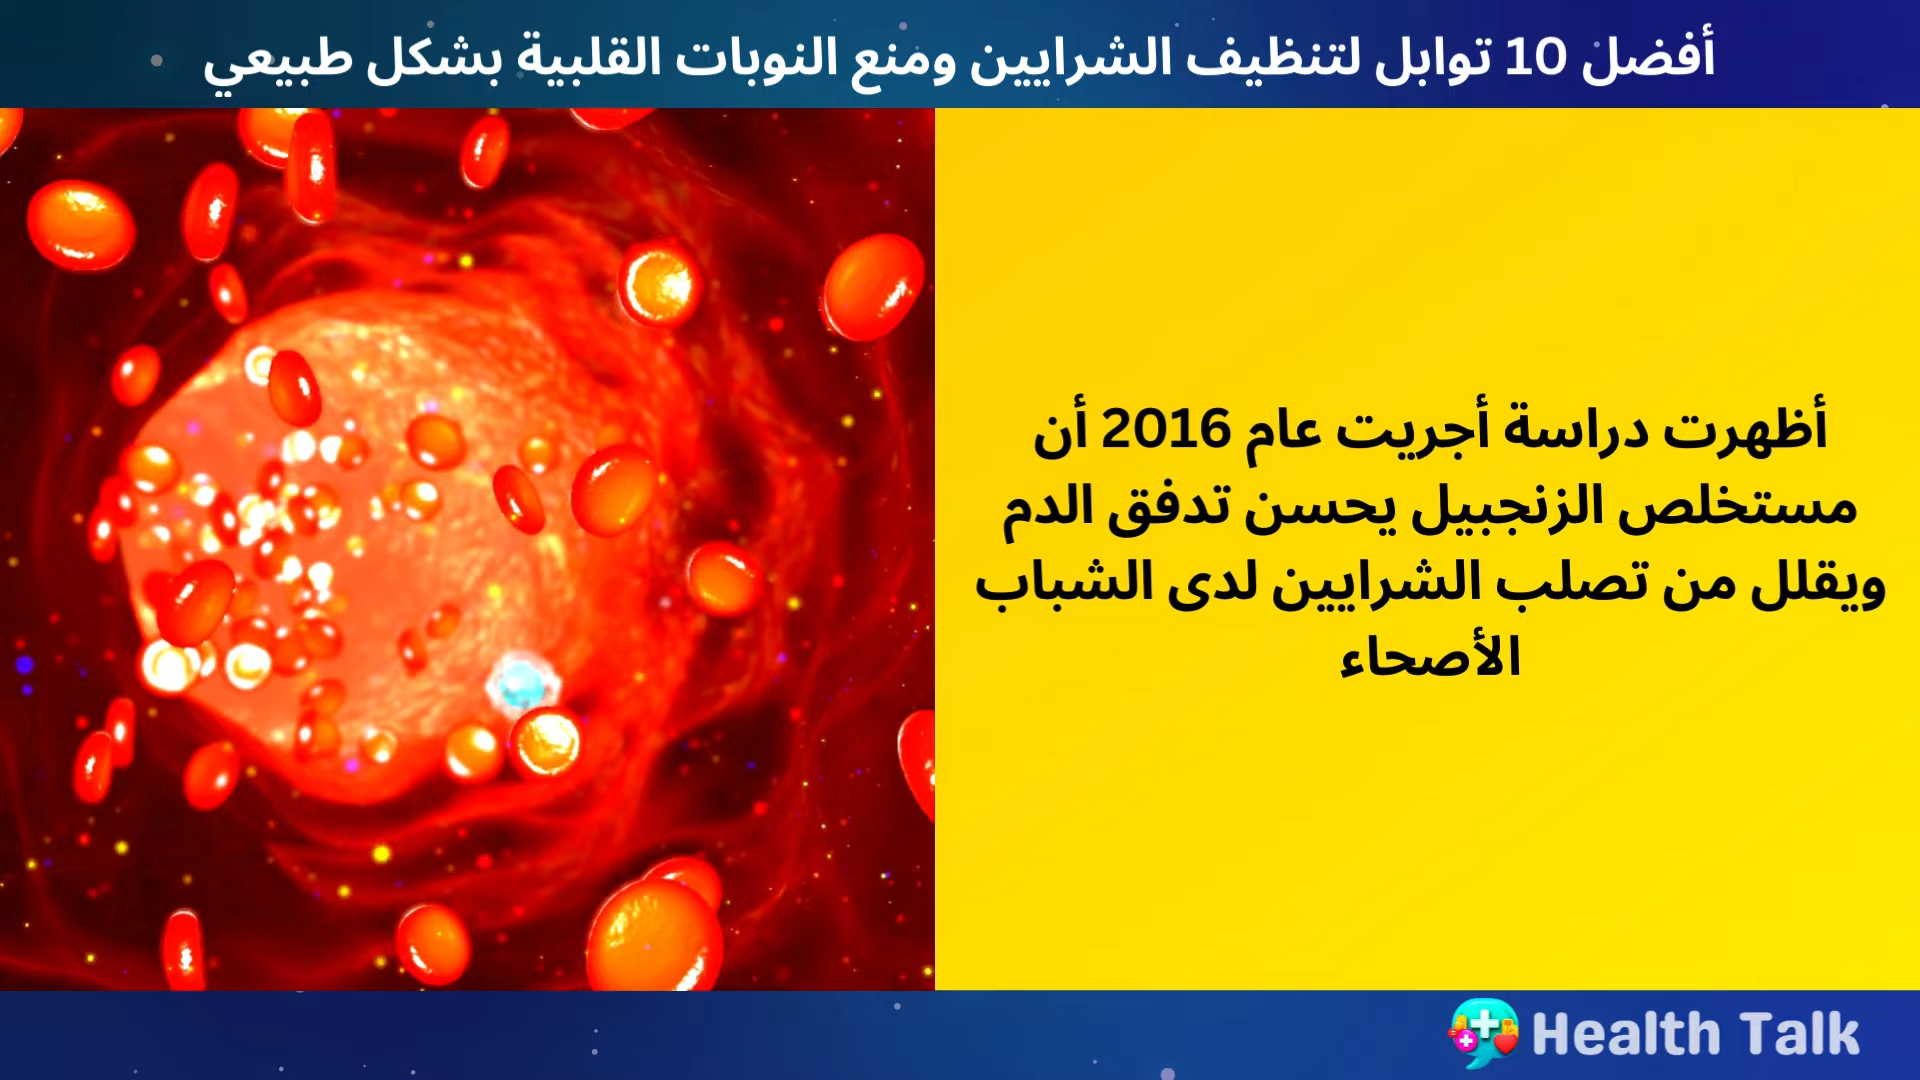 أفضل 10 توابل لتنظيف الشرايين ومنع النوبات القلبية بشكل طبيعي
أظهرت دراسة أجريت عام 2016 أن
مستخلص الزنجبيل يحسن تدفق الدم
ويقلل من تصلب الشرايين لدى الشباب
الأصحاء
Health Talk